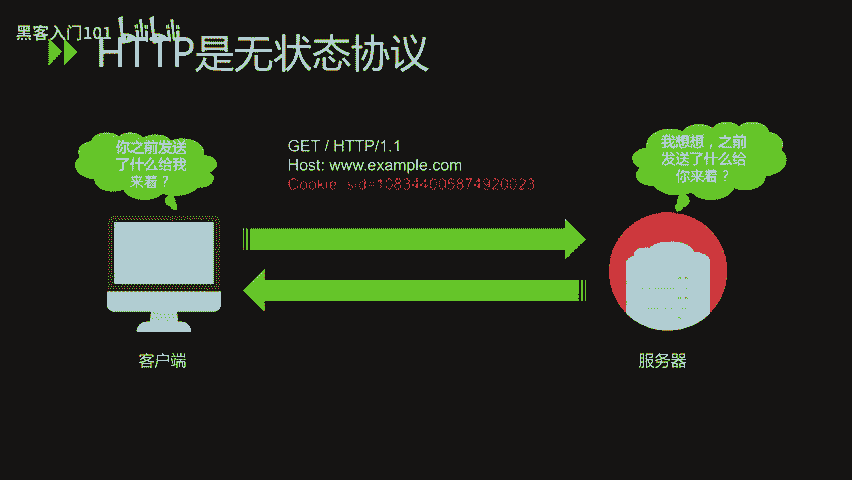 黑客入门101 bilibili
HTTP是无状态协议
你之前发送
了什么给我
来着？
GET / HTTP/1.1
Host: www.example.com
Cookie: sid=108344005874920023
我想想，之前
发送了什么给
你来着？
客户端
服务器